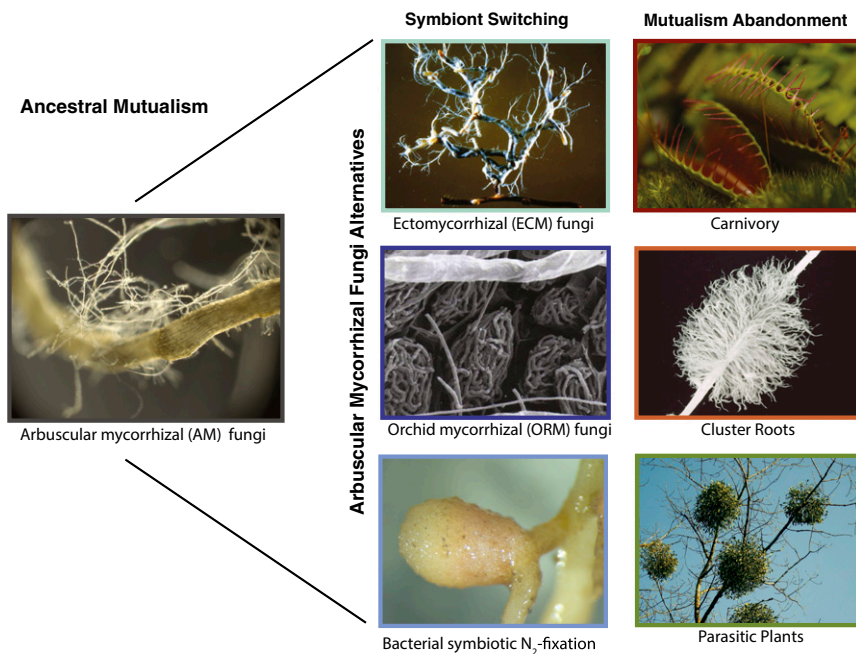 Symbiont Switching
Mutualism Abandonment
Ancestral Mutualism
Arbuscular Mycorrhizal Fungi Alternatives
Ectomycorrhizal (ECM) fungi
Carnivory
Arbuscular mycorrhizal (AM) fungi
Orchid mycorrhizal (ORM) fungi
Cluster Roots
Bacterial symbiotic N₂-fixation
Parasitic Plants